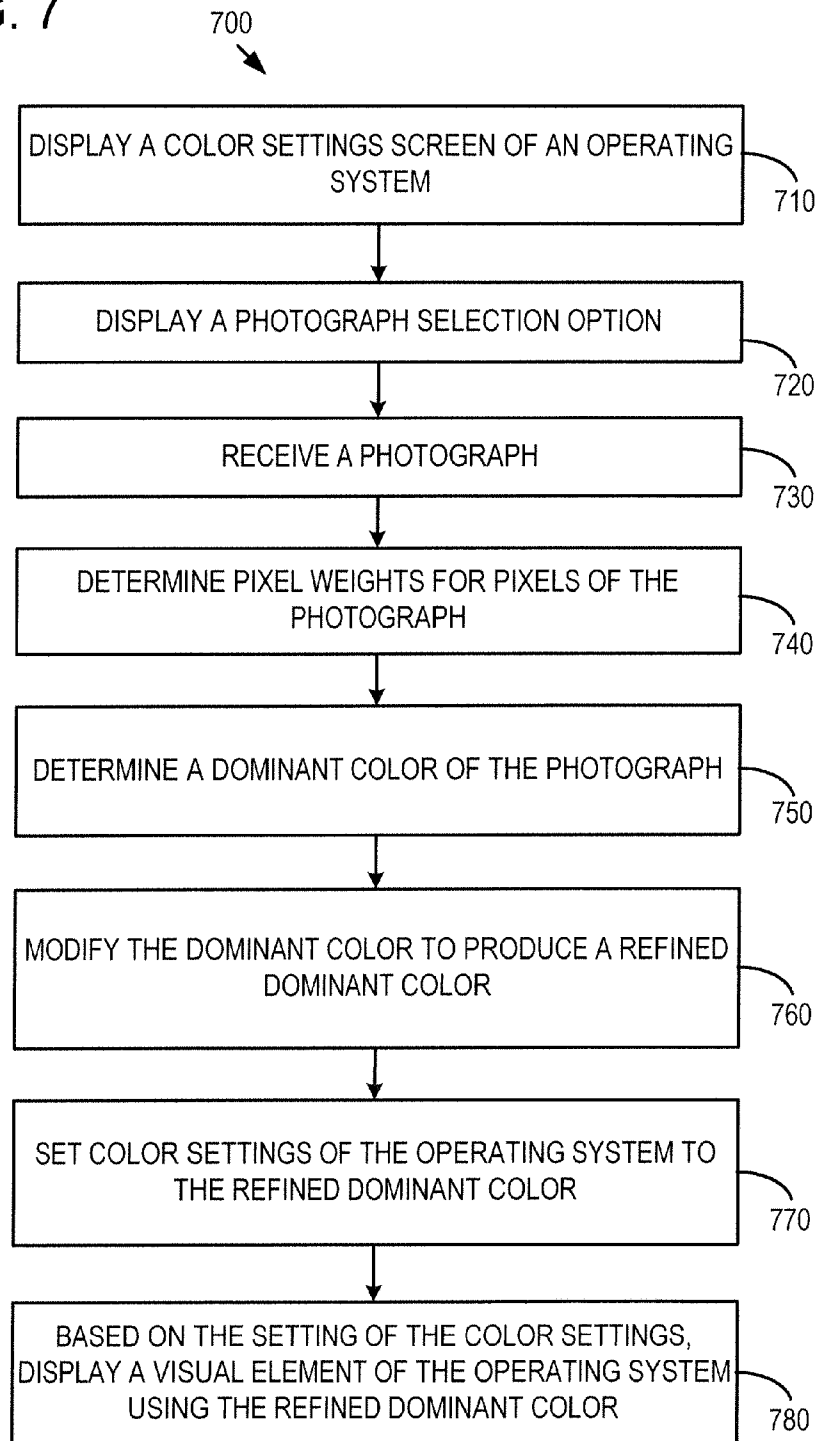 G. 7
700
DISPLAY A COLOR SETTINGS SCREEN OF AN OPERATING
SYSTEM
710
DISPLAY A PHOTOGRAPH SELECTION OPTION
720
RECEIVE A PHOTOGRAPH
730
DETERMINE PIXEL WEIGHTS FOR PIXELS OF THE
PHOTOGRAPH
740
DETERMINE A DOMINANT COLOR OF THE PHOTOGRAPH
750
MODIFY THE DOMINANT COLOR TO PRODUCE A REFINED
DOMINANT COLOR
760
SET COLOR SETTINGS OF THE OPERATING SYSTEM TO
THE REFINED DOMINANT COLOR
770
BASED ON THE SETTING OF THE COLOR SETTINGS,
DISPLAY A VISUAL ELEMENT OF THE OPERATING SYSTEM
USING THE REFINED DOMINANT COLOR
780